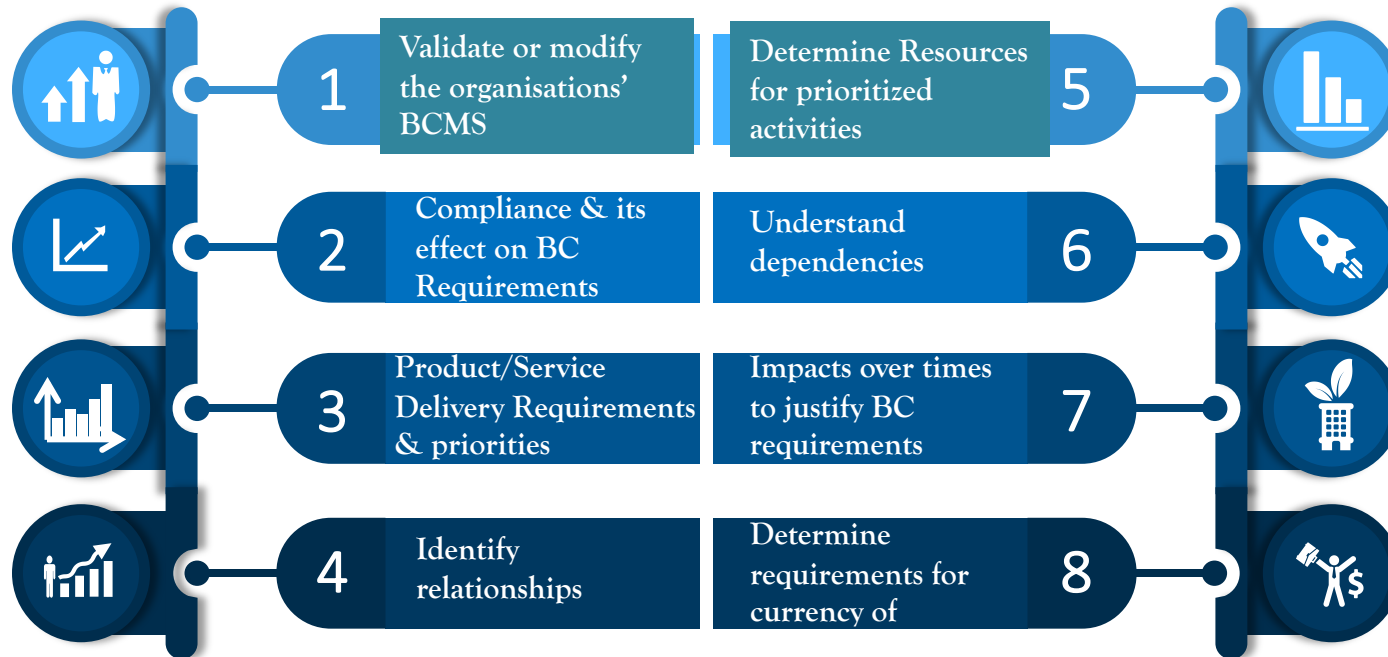 1
Validate or modify
the organisations'
BCMS
2
Compliance & its
effect on BC
Requirements
3
Product/Service
Delivery Requirements
& priorities
4
Identify
relationships
Determine Resources
for prioritized
activities
5
Understand
dependencies
6
Impacts over times
to justify BC
requirements
7
Determine
requirements for
currency of
8
$